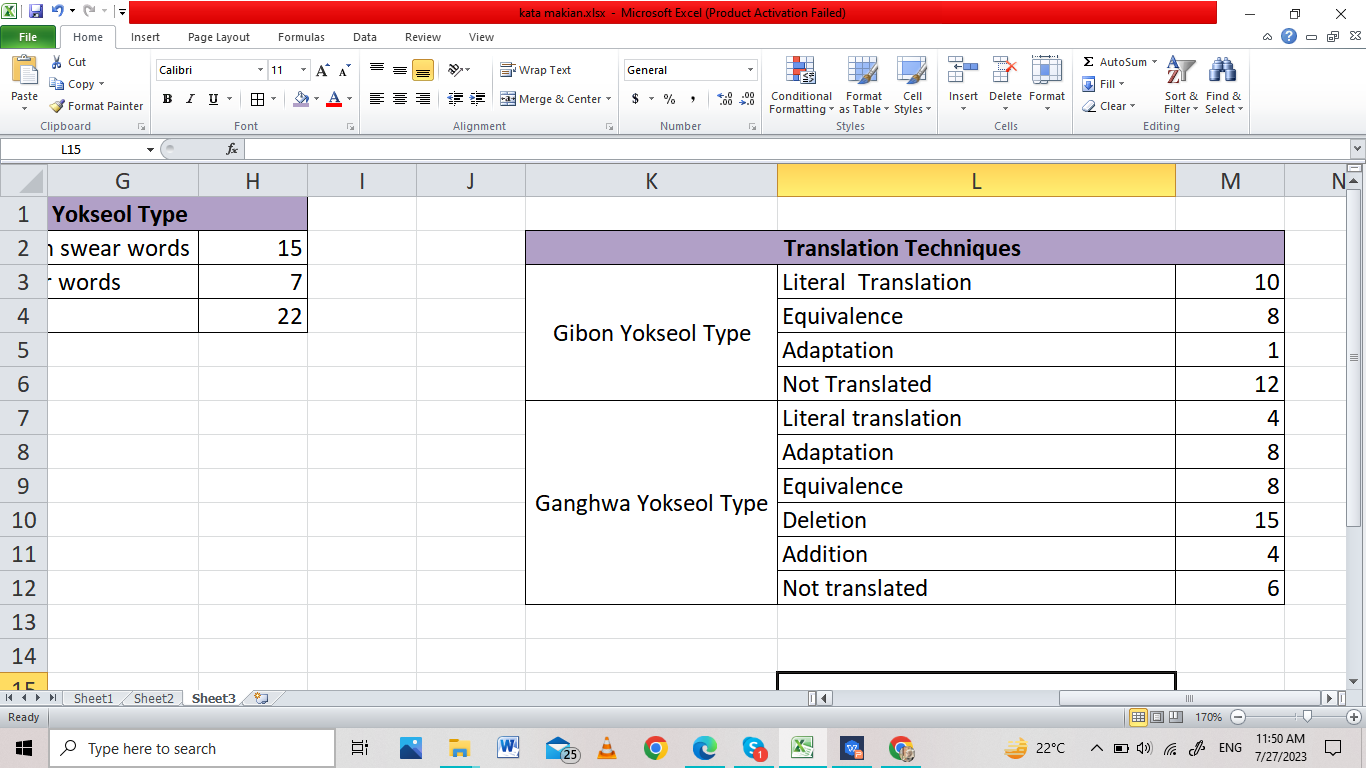 kata makian.xlsx - Microsoft Excel (Product Activation Failed)
File Home Insert Page Layout Formulas Data Review View
Paste
Cut
Copy
Format Painter
Clipboard
Calibri 11
B I U
Font
Wrap Text
Merge & Center
Alignment
General
$ % ,
Number
Conditional Formatting
Format as Table
Cell Styles
Styles
Insert Delete Format
Cells
Σ AutoSum
Fill
Clear
Sort & Filter
Find & Select
Editing
L15 fx
G H I J K L M N
1 Yokseol Type
2 swear words 15 Translation Techniques
3 words 7 Literal  Translation 10
4 22 Equivalence 8
Gibon Yokseol Type
5 Adaptation 1
6 Not Translated 12
7 Literal translation 4
8 Adaptation 8
9 Equivalence 8
Ganghwa Yokseol Type
10 Deletion 15
11 Addition 4
12 Not translated 6
13
14
15
Sheet1 Sheet2 Sheet3
Ready 170%
Type here to search 25 1 22°C ENG 11:50 AM
7/27/2023